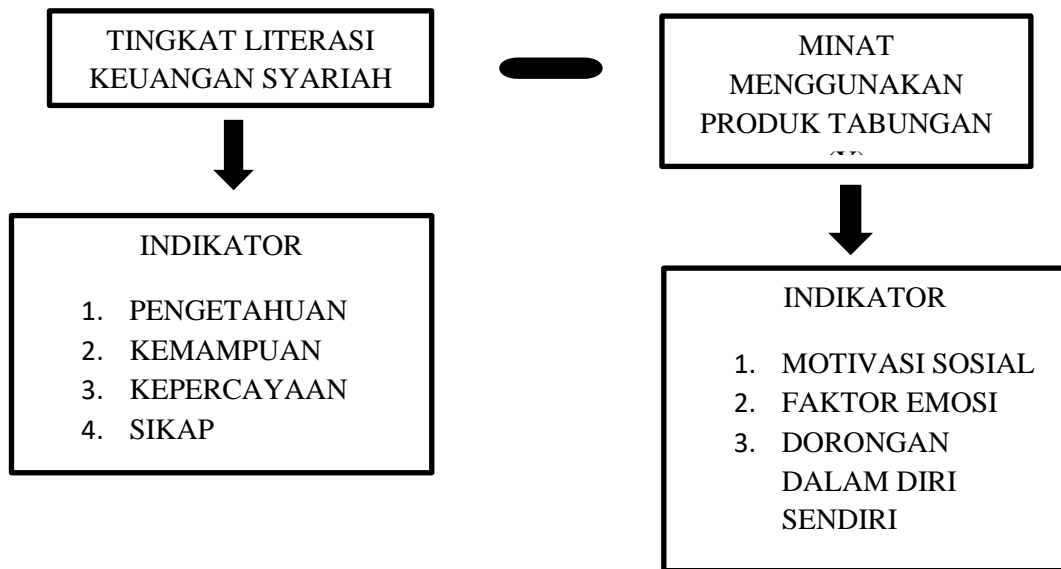 TINGKAT LITERASI
KEUANGAN SYARIAH
MINAT
MENGGUNAKAN
PRODUK TABUNGAN
INDIKATOR
1. PENGETAHUAN
2. KEMAMPUAN
3. KEPERCAYAAN
4. SIKAP
INDIKATOR
1. MOTIVASI SOSIAL
2. FAKTOR EMOSI
3. DORONGAN
DALAM DIRI
SENDIRI